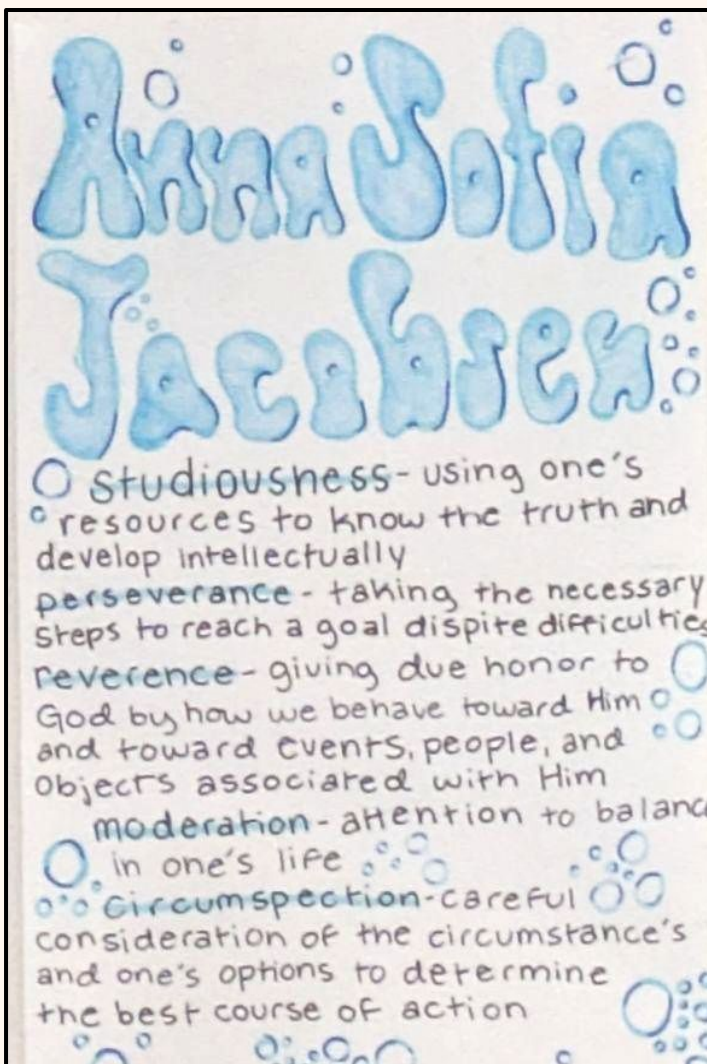 Anna Sofia
Jacobsen
studiousness - using one's
resources to know the truth and
develop intellectually
perseverance - taking the necessary
steps to reach a goal dispite difficulties
reverence - giving due honor to
God by how we behave toward Him
and toward events, people, and
objects associated with Him
moderation - attention to balanc
in one's life
circumspection - careful
consideration of the circumstance's
and one's options to determine
the best course of action